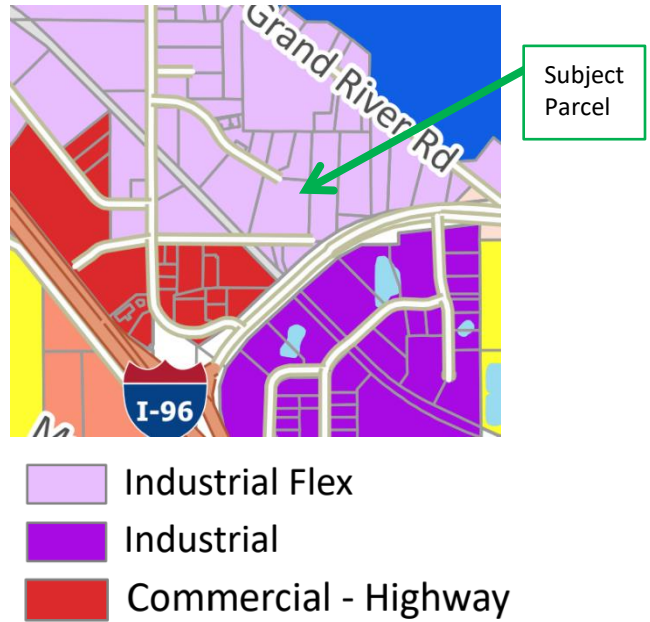 Grand River Rd
Subject
Parcel
I-96
M
Industrial Flex
Industrial
Commercial - Highway